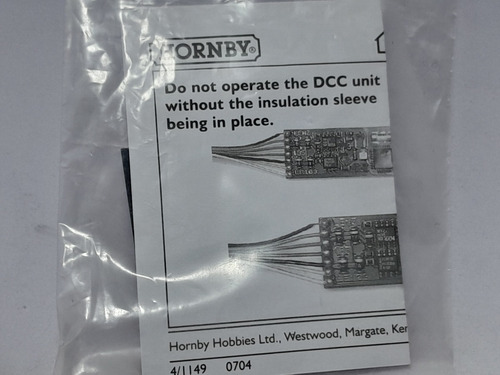 HORNBY®
Do not operate the DCC unit
without the insulation sleeve
being in place.
Hornby Hobbies Ltd., Westwood, Margate, Ker
4/1149 0704